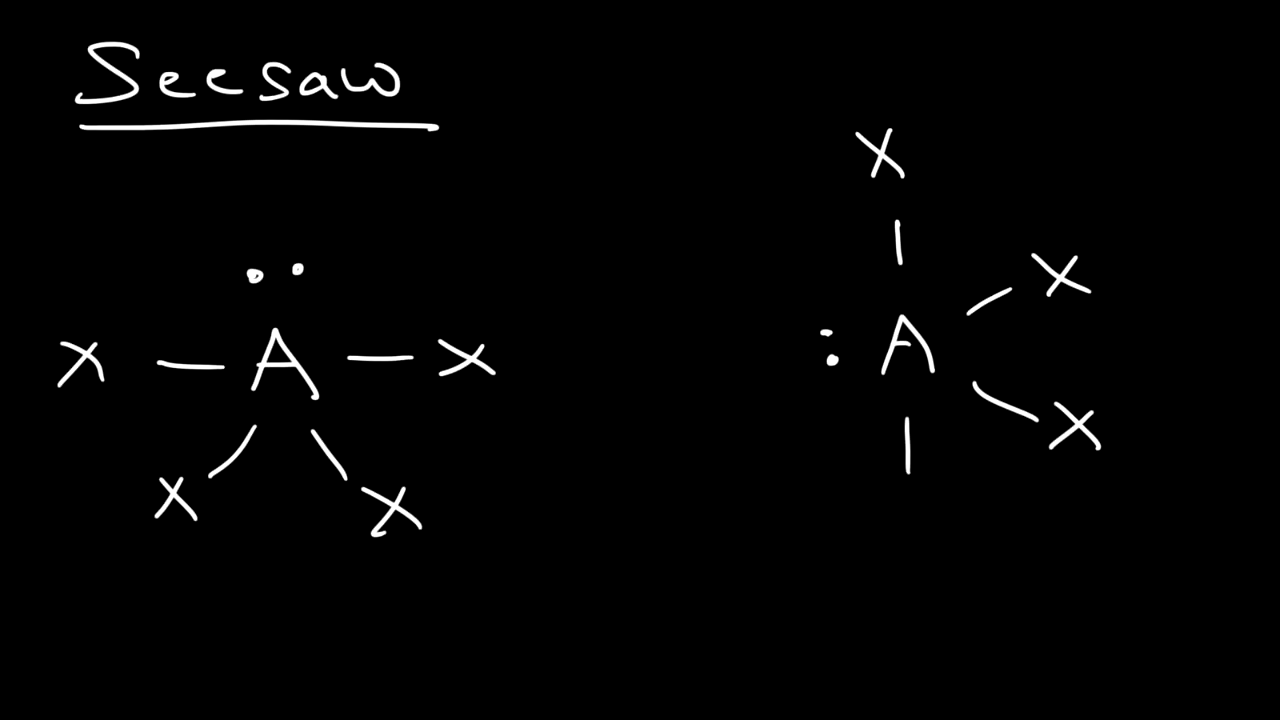 Seesaw
X
X
: A
X
X — A — X
X X